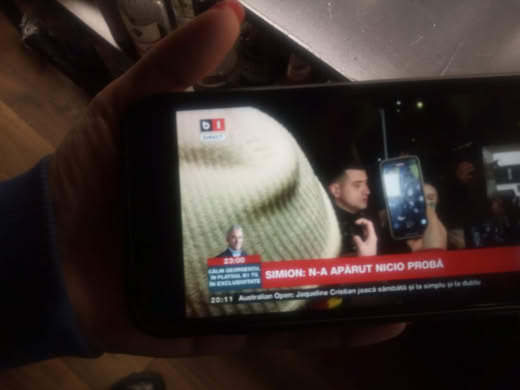 B1
DIRECT
23:00
CĂLIN GEORGESCU,
ÎN PLATOUL B1 TV,
ÎN EXCLUSIVITATE
SIMION: N-A APĂRUT NICIO PROBĂ
20:11 Australian Open: Jaqueline Cristian joacă sâmbătă și la simplu și la dublu